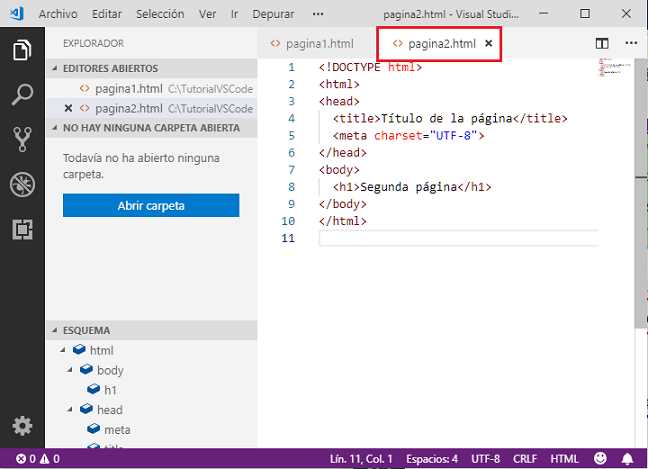 Archivo Editar Selección Ver Ir Depurar ··· pagina2.html - Visual Studi...
EXPLORADOR
EDITORES ABIERTOS
pagina1.html C:\TutorialVSCode
pagina2.html C:\TutorialVSCode
NO HAY NINGUNA CARPETA ABIERTA
Todavía no ha abierto ninguna
carpeta.
Abrir carpeta
ESQUEMA
html
body
h1
head
meta
title
pagina1.html pagina2.html
1 <!DOCTYPE html>
2 <html>
3 <head>
4 <title>Título de la página</title>
5 <meta charset="UTF-8">
6 </head>
7 <body>
8 <h1>Segunda página</h1>
9 </body>
10 </html>
11
0 0 Lín. 11, Col. 1 Espacios: 4 UTF-8 CRLF HTML